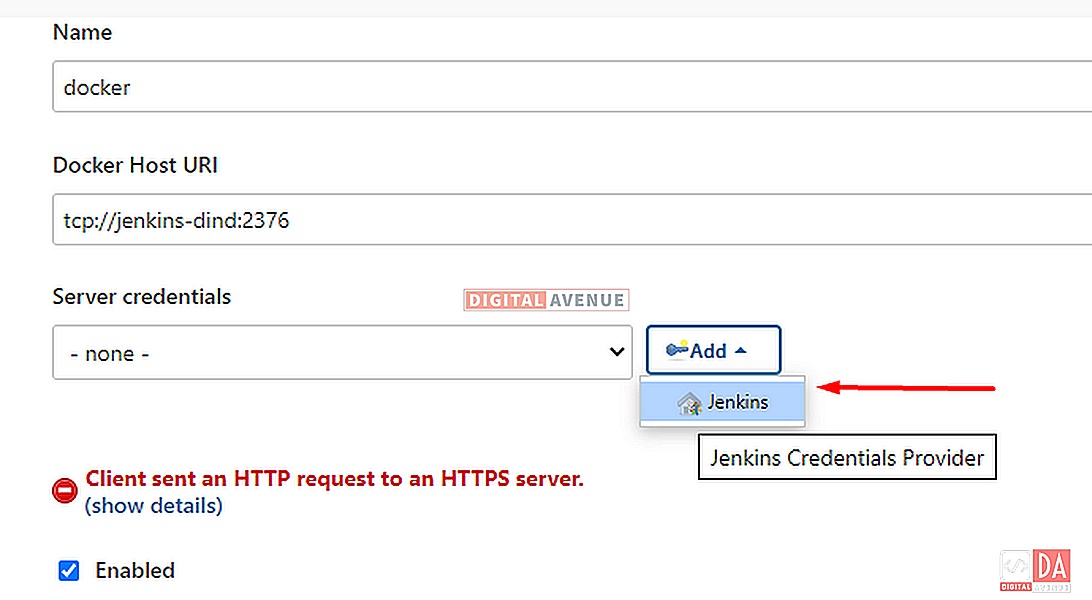 Name
docker
Docker Host URI
tcp://jenkins-dind:2376
Server credentials
DIGITAL AVENUE
- none -
Add
Jenkins
Jenkins Credentials Provider
Client sent an HTTP request to an HTTPS server.
(show details)
Enabled
</> DA
DIGITAL AVENUE